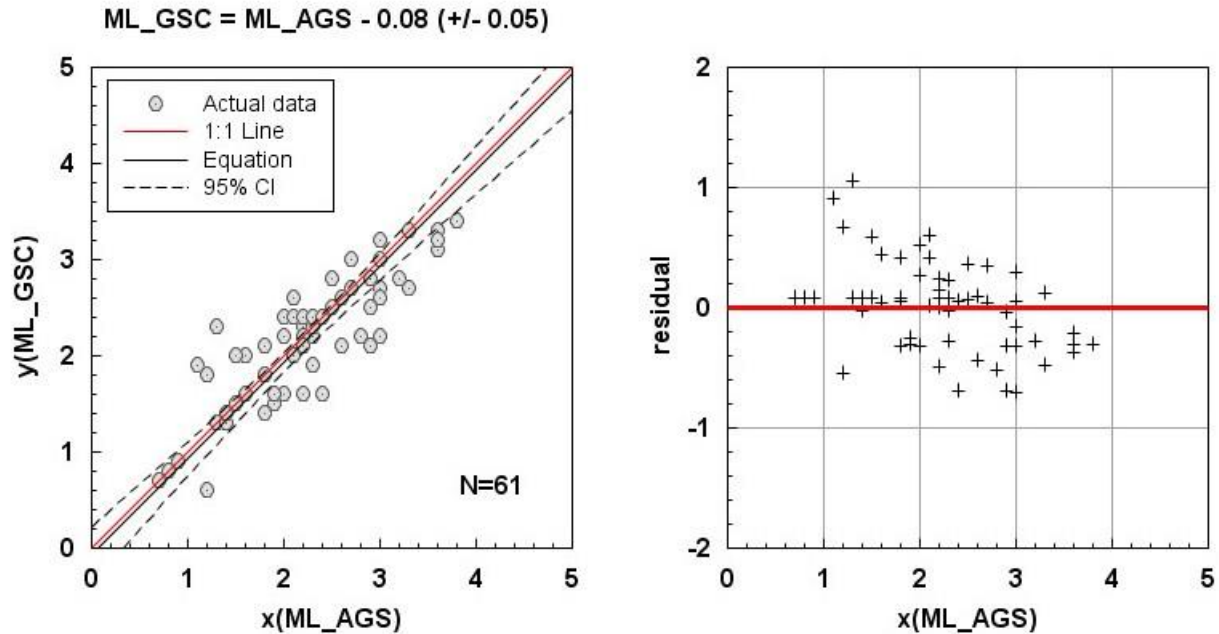 ML_GSC = ML_AGS - 0.08 (+/- 0.05)
5
4
3
2
1
0
y(ML_GSC)
Actual data
1:1 Line
Equation
95% CI
N=61
0 1 2 3 4 5
x(ML_AGS)
2
1
0
-1
-2
residual
0 1 2 3 4 5
x(ML_AGS)